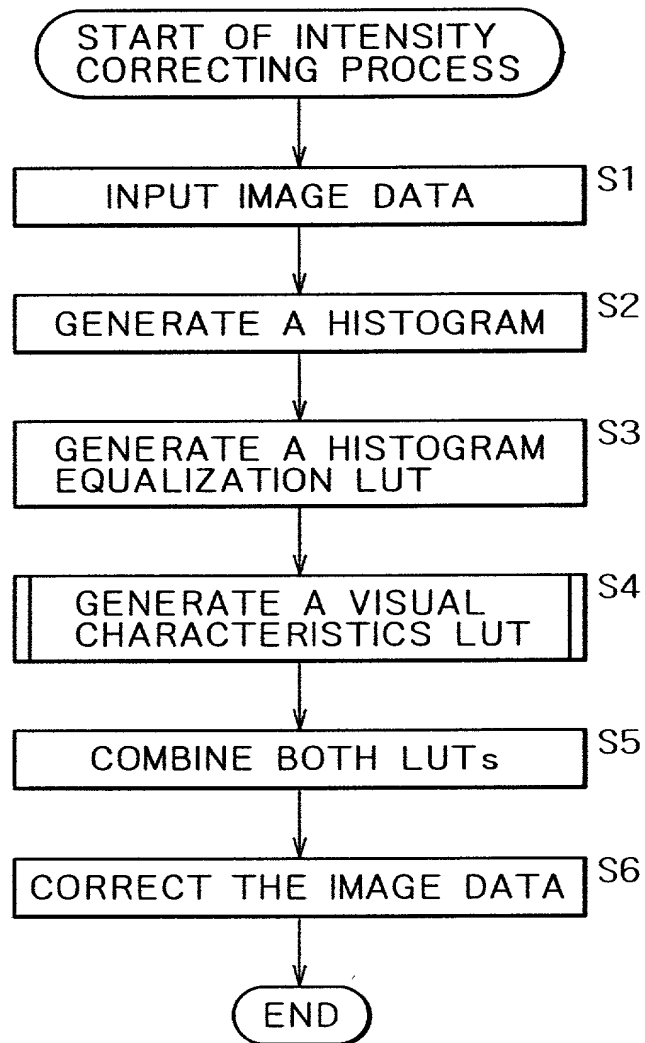 START OF INTENSITY
CORRECTING PROCESS
INPUT IMAGE DATA
S1
GENERATE A HISTOGRAM
S2
GENERATE A HISTOGRAM
EQUALIZATION LUT
S3
GENERATE A VISUAL
CHARACTERISTICS LUT
S4
COMBINE BOTH LUTs
S5
CORRECT THE IMAGE DATA
S6
END